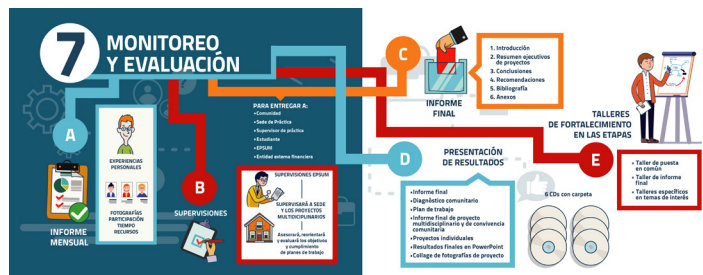 7
MONITOREÓ
Y EVALUACIÓN
A
EXPERIENCIAS
PERSONALES
FOTOGRAFÍAS
PARTICIPACIÓN
TIEMPO
RECURSOS
INFORME
MENSUAL
B
SUPERVISIONES
PARA ENTREGAR A:
•Comunidad
•Sede de Práctica
•Supervisor de práctica
•Estudiante
•EPSUM
•Entidad externa financiera
SUPERVISIONES EPSUM
SUPERVISARÁ A SEDE
Y LOS PROYECTOS
MULTIDICIPLINARIOS
Asesorará, reorientará
y evaluará los objetivos
y cumplimiento
de planes de trabajo
C
INFORME
FINAL
1. Introducción
2. Resumen ejecutivos
de proyectos
3. Conclusiones
4. Recomendaciones
5. Bibliografía
6. Anexos
D
PRESENTACIÓN
DE RESULTADOS
•Informe final
•Diagnóstico comunitario
•Plan de trabajo
•Informe final de proyecto
multidisciplinario y de convivencia
comunitaria
•Proyectos individuales
•Resultados finales en PowerPoint
•Collage de fotografías de proyecto
6 CDs con carpeta
TALLERES
DE FORTALECIMIENTO
EN LAS ETAPAS
E
• Taller de puesta
en común
• Taller de informe
final
• Talleres específicos
en temas de interés